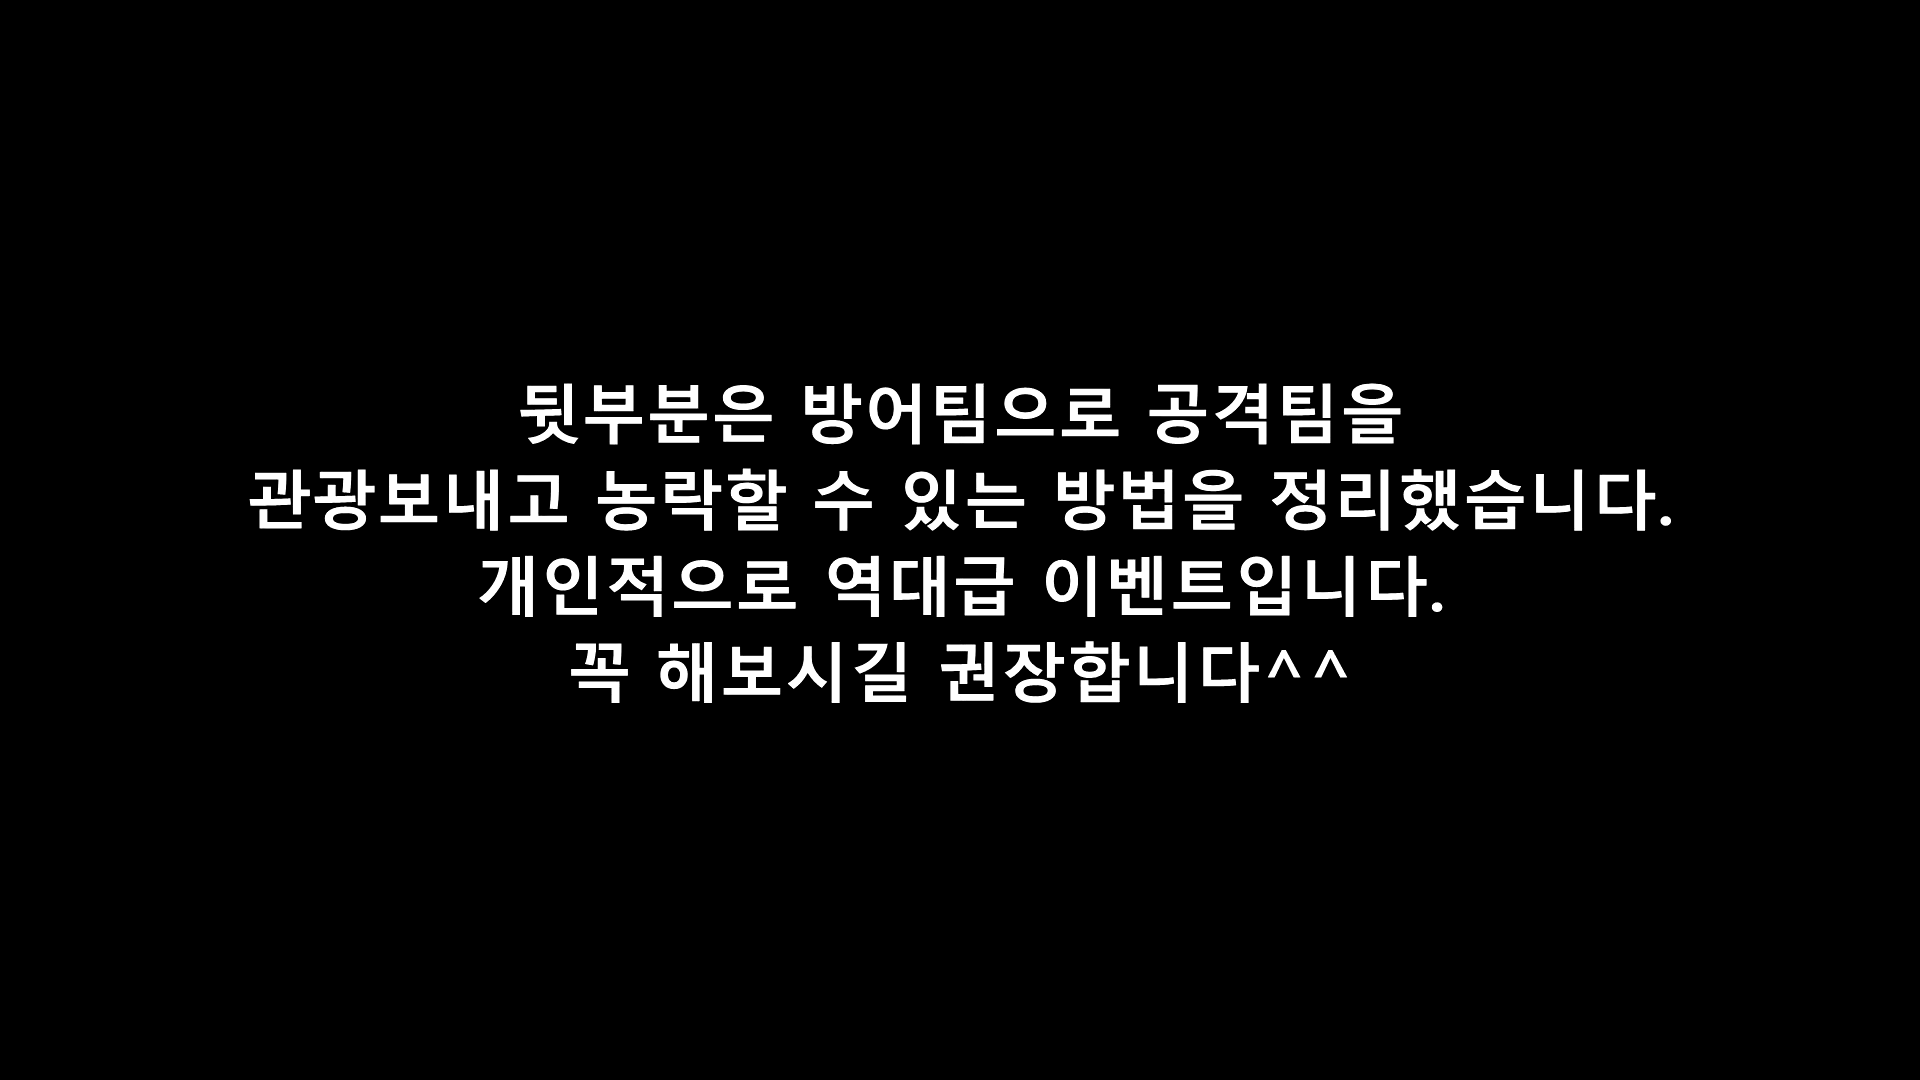 뒷부분은 방어팀으로 공격팀을
관광보내고 농락할 수 있는 방법을 정리했습니다.
개인적으로 역대급 이벤트입니다.
꼭 해보시길 권장합니다^^